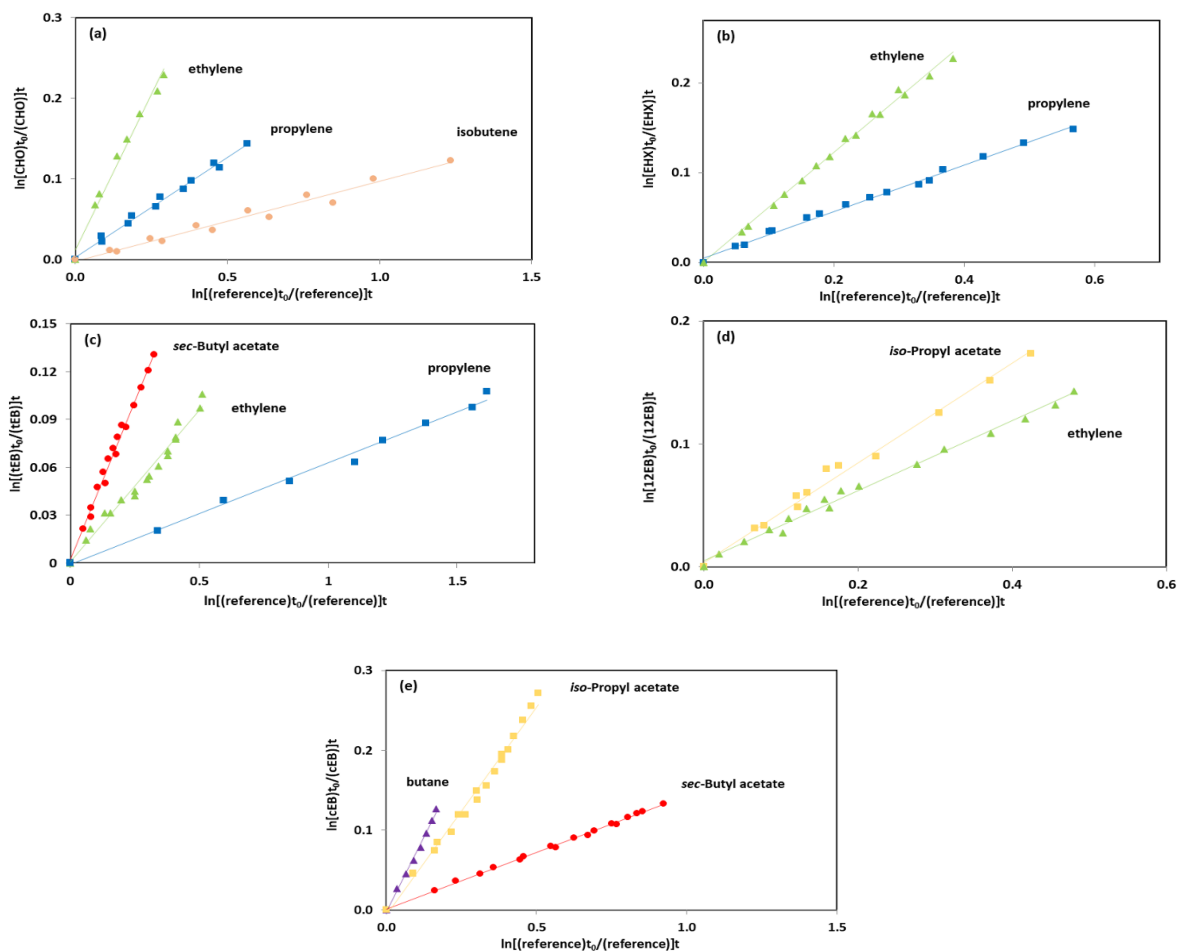 (a)
ln[CHO)t₀/(CHO)]t
0.3
0.2
0.1
0.0
ethylene
propylene
isobutene
0.0 0.5 1.0 1.5
ln[(reference)t₀/(reference)]t
(b)
ln[EHX)t₀/(EHX)]t
0.2
0.1
0.0
ethylene
propylene
0.0 0.2 0.4 0.6
ln[(reference)t₀/(reference)]t
(c)
ln[(tEB)t₀/(tEB)]t
0.15
0.12
0.09
0.06
0.03
0
sec-Butyl acetate
ethylene
propylene
0 0.5 1 1.5
ln[(reference)t₀/(reference)]t
(d)
ln[12EB)t₀/(12EB)]t
0.2
0.1
0.0
iso-Propyl acetate
ethylene
0.0 0.2 0.4 0.6
ln[(reference)t₀/(reference)]t
(e)
ln[cEB)t₀/(cEB)]t
0.3
0.2
0.1
0.0
iso-Propyl acetate
butane
sec-Butyl acetate
0.0 0.5 1.0 1.5
ln[(reference)t₀/(reference)]t